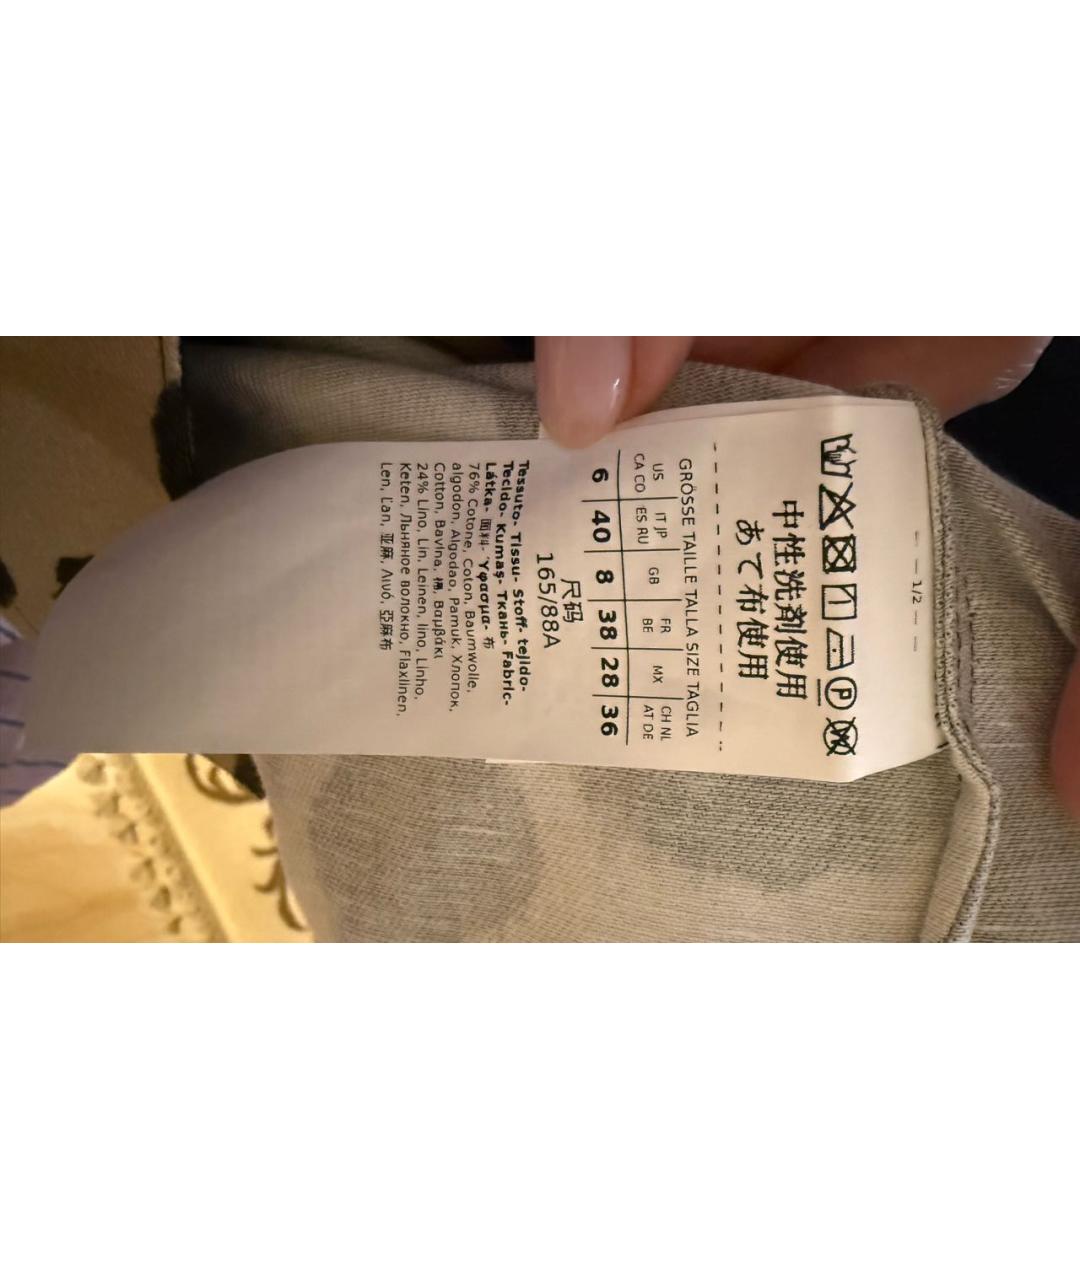 1/2
中性洗剤使用
あて布使用
GRÖSSE TAILLE TALLA SIZE TAGLIA
US IT JP GB FR MX CH NL
CA CO ES RU BE AT DE
6 40 8 38 28 36
尺码
165/88A
Tessuto- Tissu- Stoff- tejido-
Tecido- Kumaş- Ткань- Fabric-
Látka- 面料- Ύφασμα- 布
76% Cotone, Coton, Baumwolle,
algodon, Algodao, Pamuk, Хлопок,
Cotton, Bavlna, 棉, Βαμβάκι
24% Lino, Lin, Leinen, lino, Linho,
Keten, Льняное волокно, Flaxlinen,
Len, Ľan, 亚麻, Λινό, 亞麻布